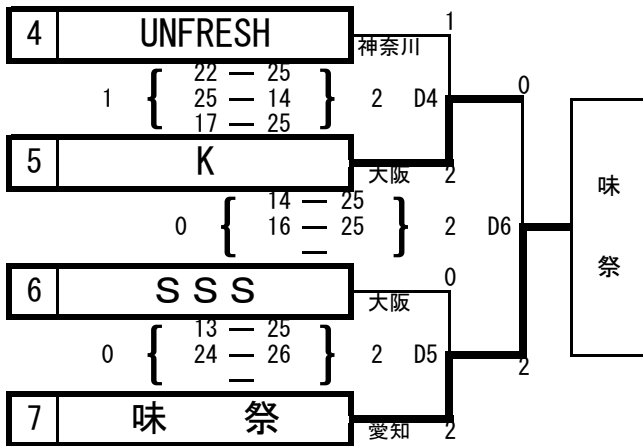 1
4 UNFRESH
神奈川
22 — 25
1 { 25 — 14 } 2 D4 0
17 — 25
5 K
大阪 2
味
14 — 25
0 { 16 — 25 } 2 D6
—
祭
0
6 ＳＳＳ
大阪
13 — 25
0 { 24 — 26 } 2 D5 2
—
7 味 祭
愛知 2